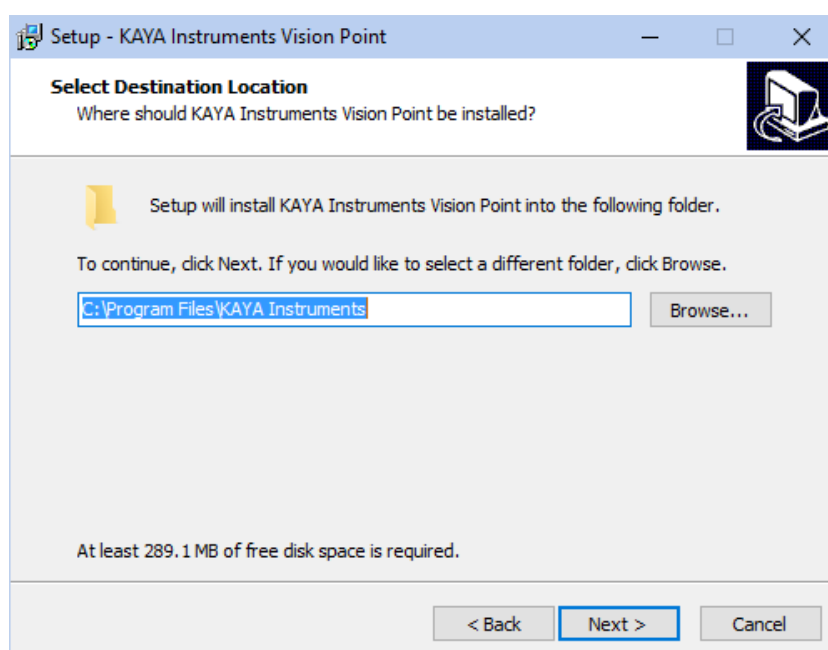 Setup - KAYA Instruments Vision Point
Select Destination Location
Where should KAYA Instruments Vision Point be installed?
Setup will install KAYA Instruments Vision Point into the following folder.
To continue, click Next. If you would like to select a different folder, click Browse.
C:\Program Files\KAYA Instruments
Browse...
At least 289.1 MB of free disk space is required.
< Back
Next >
Cancel